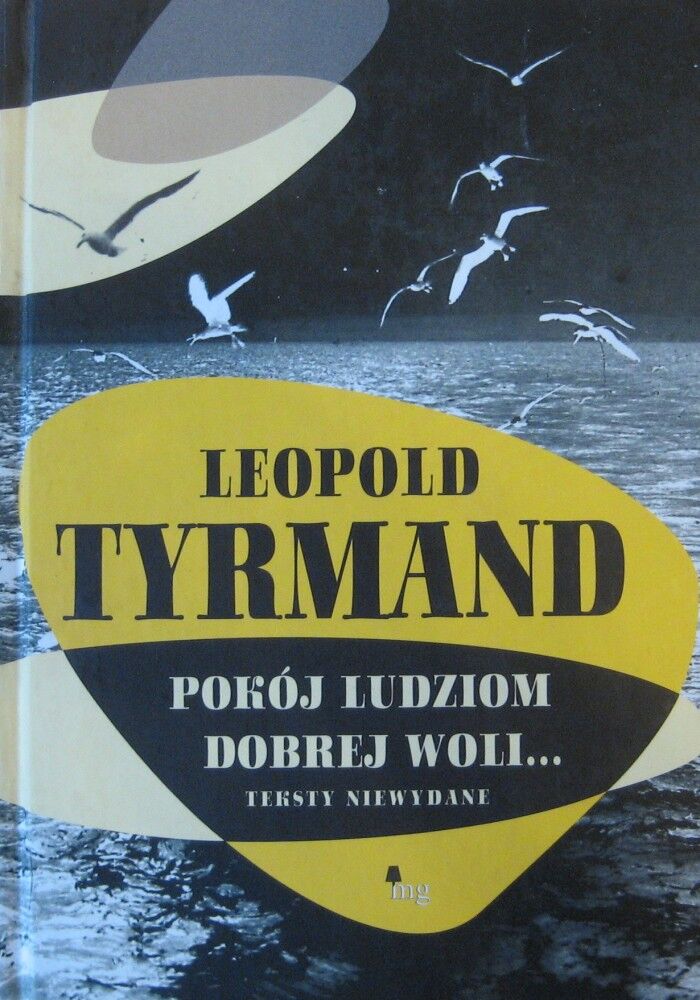 LEOPOLD
TYRMAND
POKÓJ LUDZIOM
DOBREJ WOLI...
TEKSTY NIEWYDANE
mg